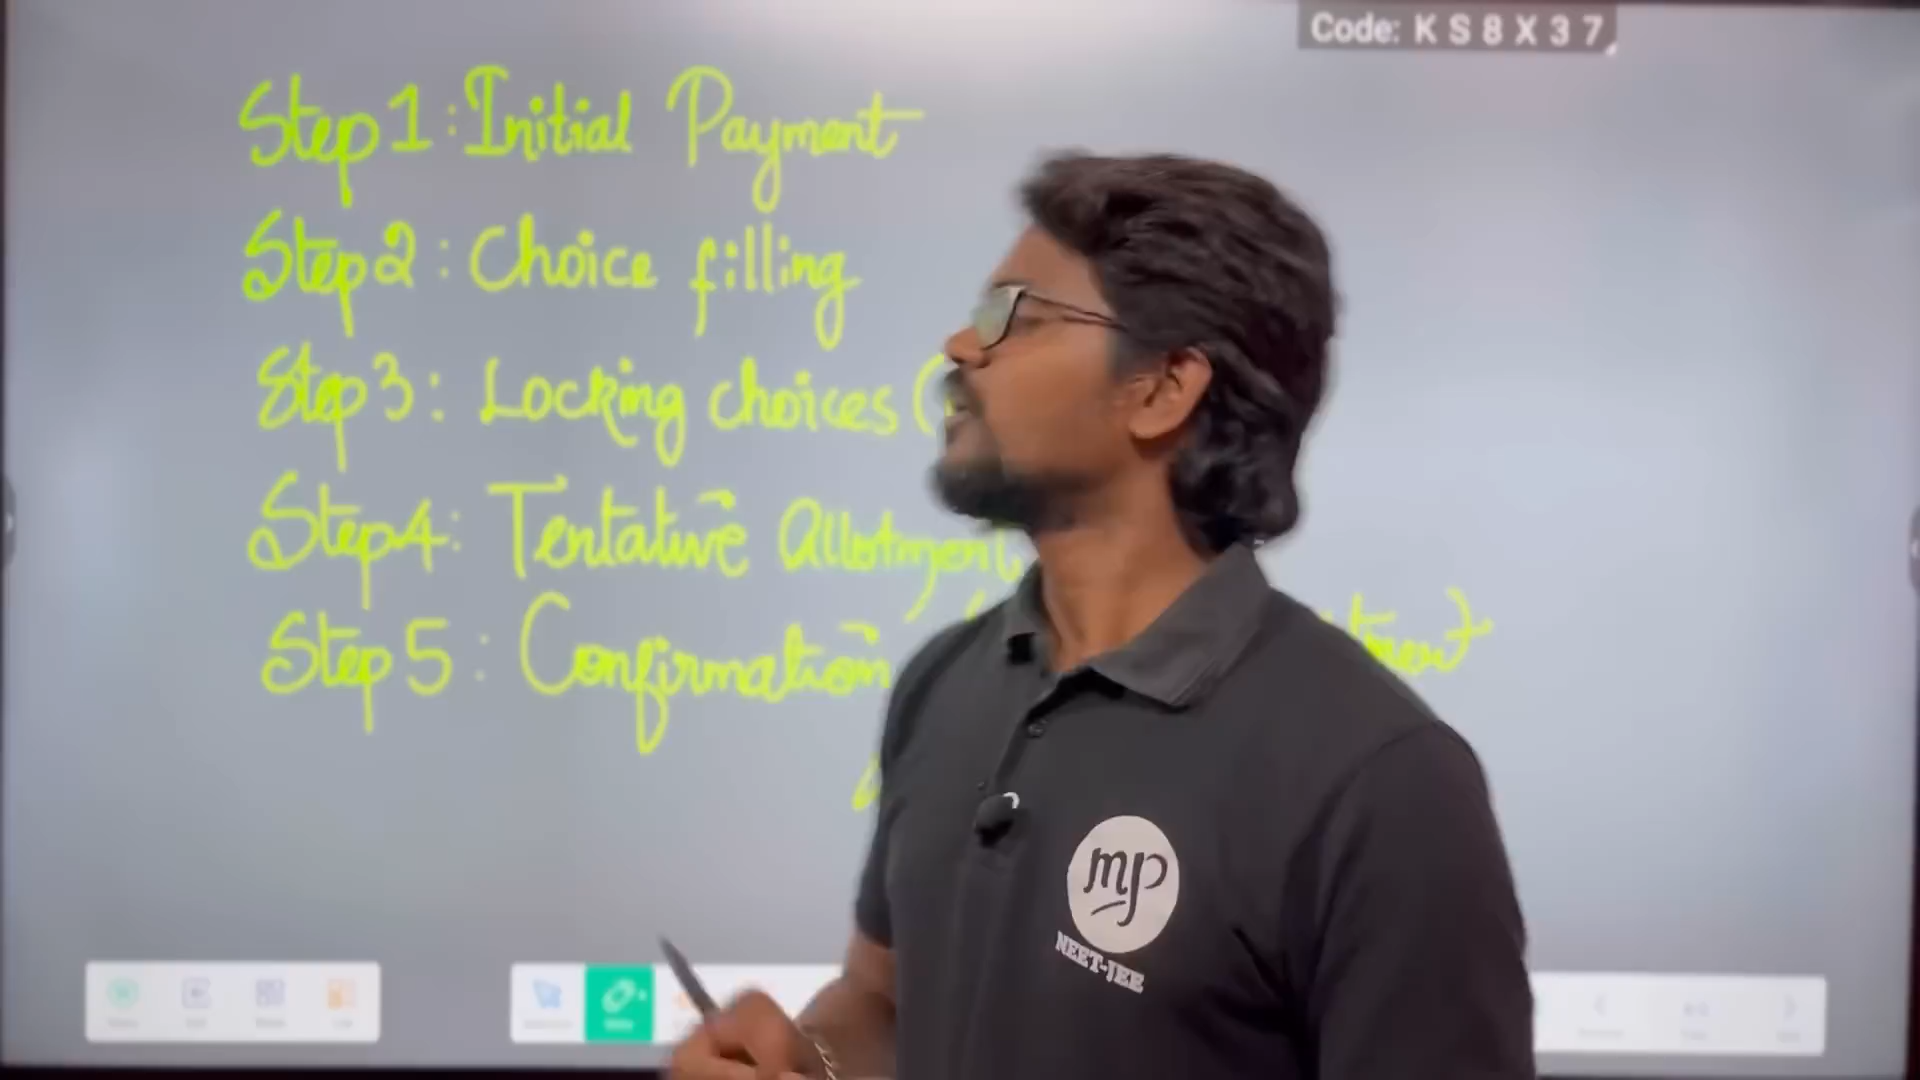 Code: K S 8 X 3 7
Step 1 : Initial Payment
Step 2 : Choice filling
Step 3 : Locking choices (
Step 4 : Tentative Allotment
Step 5 : Confirmation
mp
NEET-JEE